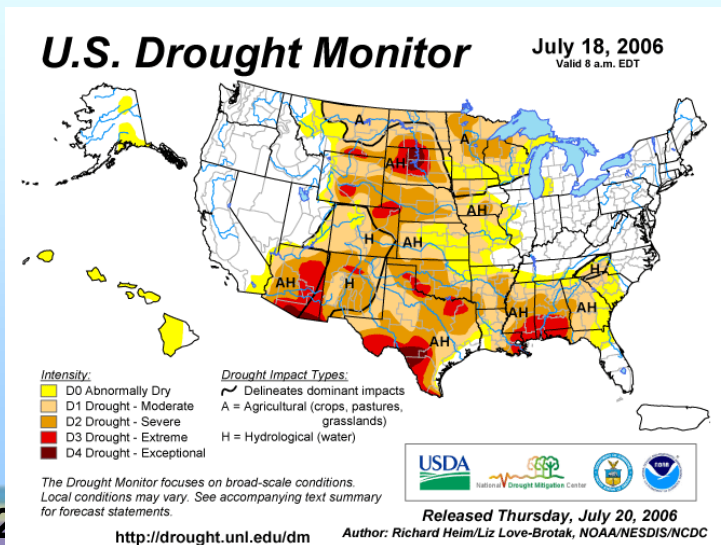 U.S. Drought Monitor
July 18, 2006
Valid 8 a.m. EDT
A
A
AH
AH
H
AH
H
AH
H
AH
AH
AH
Intensity:
D0 Abnormally Dry
D1 Drought - Moderate
D2 Drought - Severe
D3 Drought - Extreme
D4 Drought - Exceptional
Drought Impact Types:
Delineates dominant impacts
A = Agricultural (crops, pastures,
grasslands)
H = Hydrological (water)
The Drought Monitor focuses on broad-scale conditions.
Local conditions may vary. See accompanying text summary
for forecast statements.
http://drought.unl.edu/dm
USDA
National Drought Mitigation Center
Released Thursday, July 20, 2006
Author: Richard Heim/Liz Love-Brotak, NOAA/NESDIS/NCDC